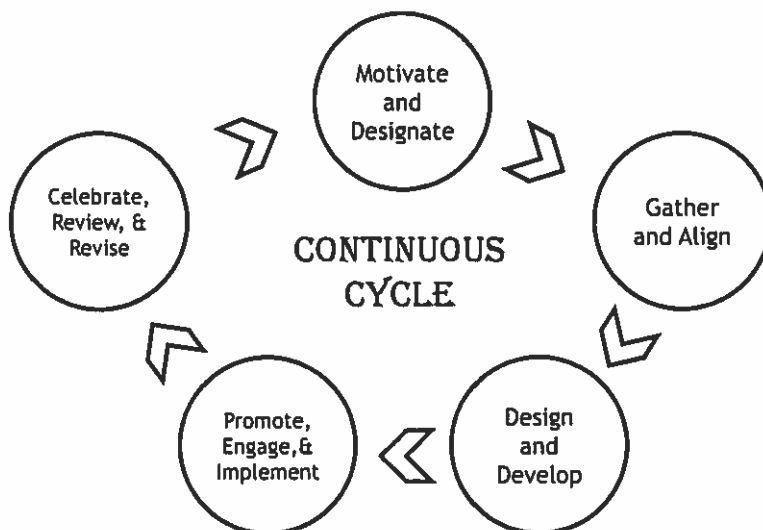 Motivate
and
Designate
Gather
and Align
Design
and
Develop
Promote,
Engage,&
Implement
Celebrate,
Review, &
Revise
CONTINUOUS
CYCLE